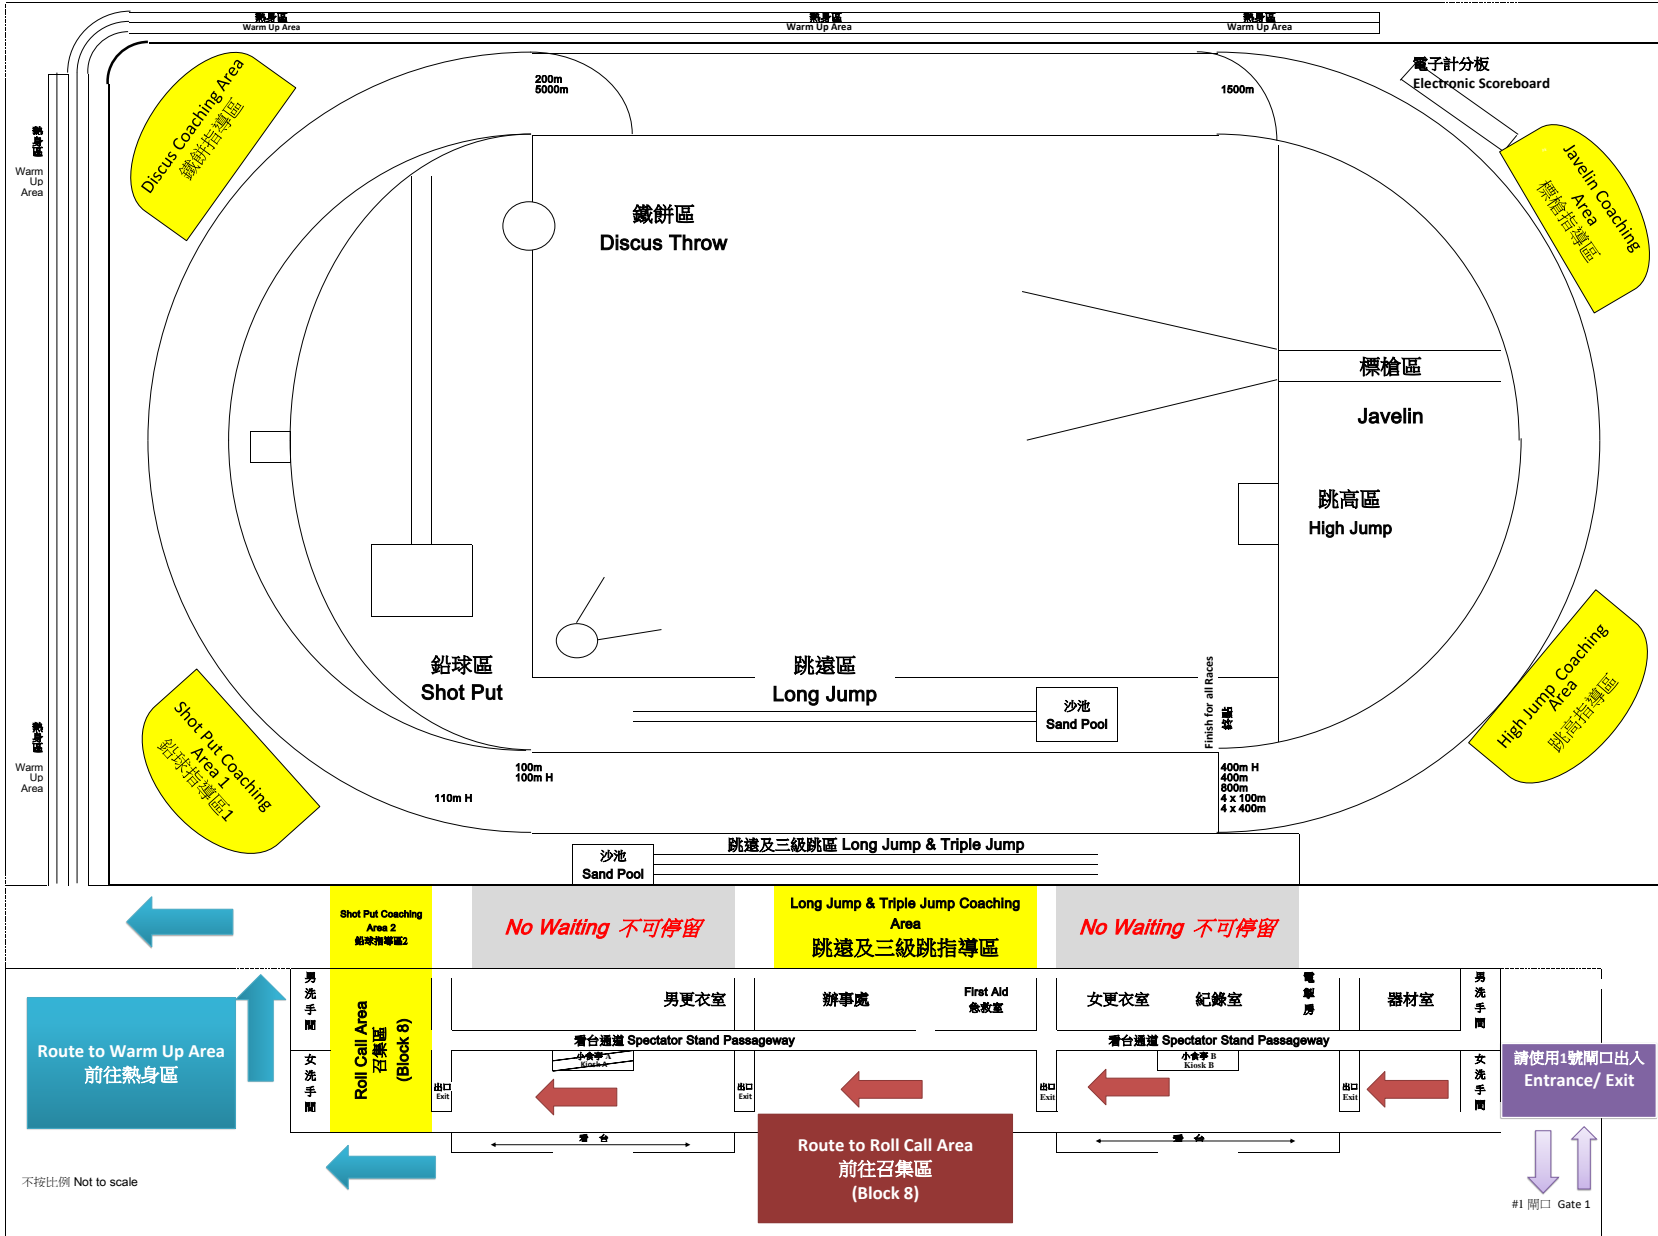 熱身區
Warm Up Area
熱身區
Warm Up Area
熱身區
Warm Up Area
電子計分板
Electronic Scoreboard
200m
5000m
1500m
Discus Coaching Area
鐵餅指導區
Javelin Coaching
Area
標槍指導區
熱身區
Warm
Up
Area
鐵餅區
Discus Throw
標槍區
Javelin
跳高區
High Jump
High Jump Coaching
Area
跳高指導區
鉛球區
Shot Put
跳遠區
Long Jump
沙池
Sand Pool
Finish for all Races
終點
Shot Put Coaching
Area 1
鉛球指導區1
熱身區
Warm
Up
Area
100m
100m H
110m H
400m H
400m
800m
4 x 100m
4 x 400m
跳遠及三級跳區 Long Jump & Triple Jump
沙池
Sand Pool
Shot Put Coaching
Area 2
鉛球指導區2
No Waiting 不可停留
Long Jump & Triple Jump Coaching
Area
跳遠及三級跳指導區
No Waiting 不可停留
男洗手間
Roll Call Area
召集區
(Block 8)
男更衣室
辦事處
First Aid
急救室
女更衣室
紀錄室
電掣房
器材室
男洗手間
看台通道 Spectator Stand Passageway
看台通道 Spectator Stand Passageway
Route to Warm Up Area
前往熱身區
女洗手間
小食亭 A
Kiosk A
小食亭 B
Kiosk B
出口
Exit
出口
Exit
出口
Exit
出口
Exit
女洗手間
請使用1號閘口出入
Entrance/ Exit
看 台
看 台
Route to Roll Call Area
前往召集區
(Block 8)
不按比例 Not to scale
#1 閘口 Gate 1